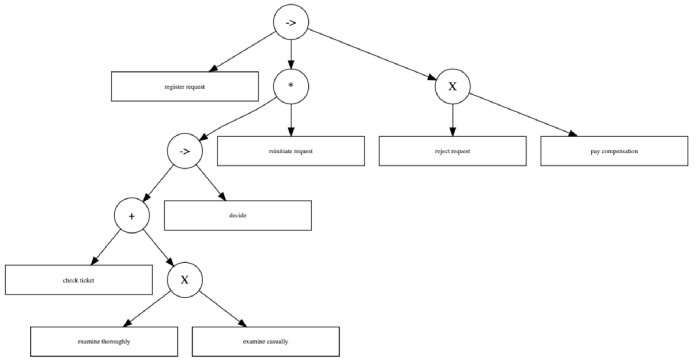 ->
register request
*
X
->
reinitiate request
reject request
pay compensation
+
decide
check ticket
X
examine thoroughly
examine casually